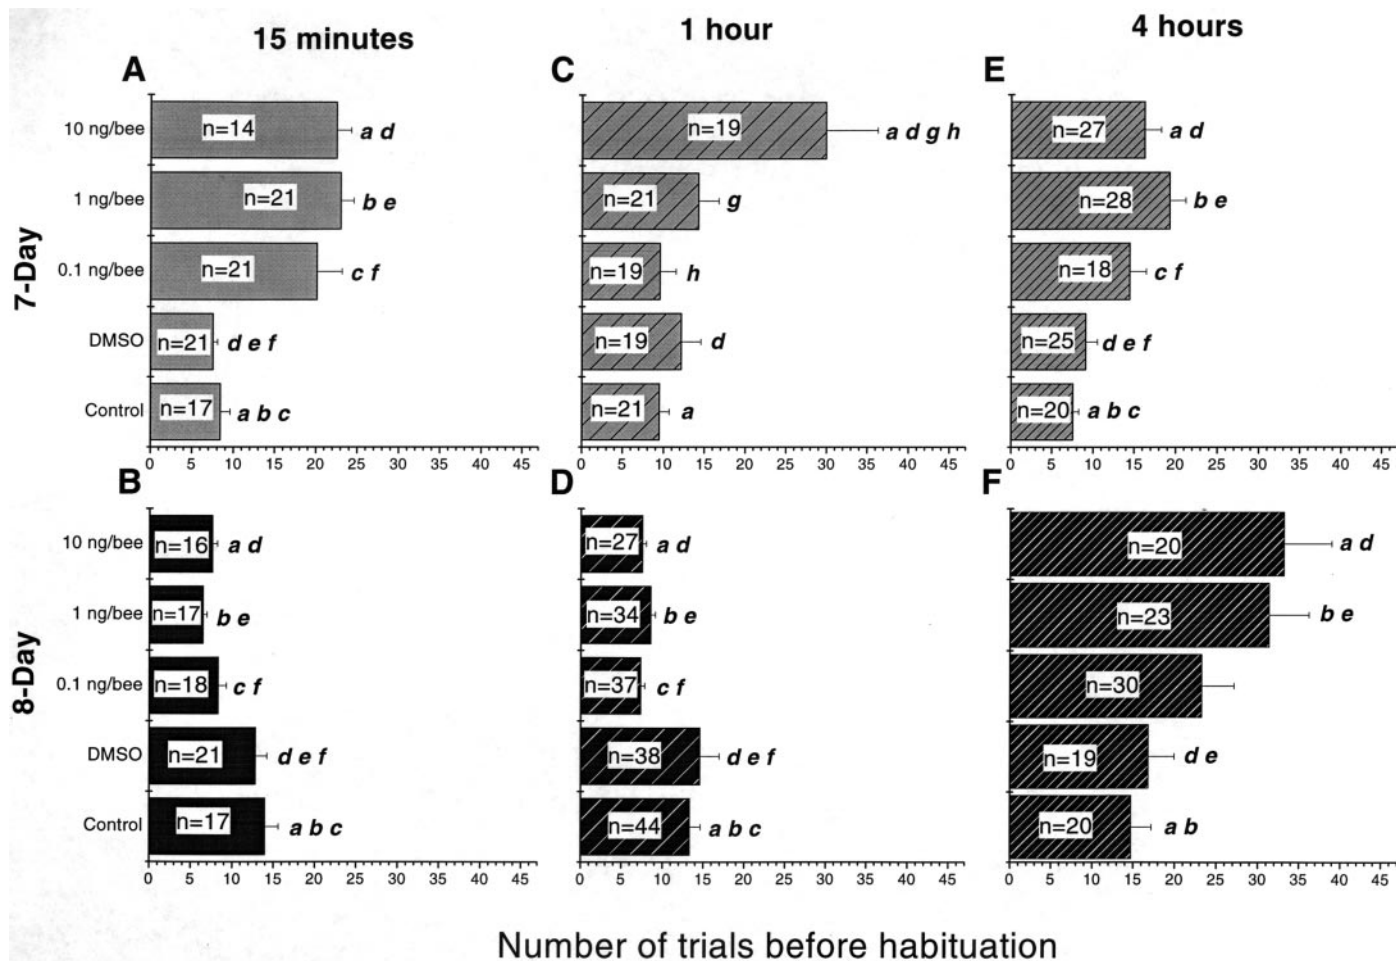 15 minutes
1 hour
4 hours
A
C
E
7-Day
10 ng/bee
n=14
a d
n=19
a d g h
n=27
a d
1 ng/bee
n=21
b e
n=21
g
n=28
b e
0.1 ng/bee
n=21
c f
n=19
h
n=18
c f
DMSO
n=21
d e f
n=19
d
n=25
d e f
Control
n=17
a b c
n=21
a
n=20
a b c
0 5 10 15 20 25 30 35 40 45
0 5 10 15 20 25 30 35 40 45
0 5 10 15 20 25 30 35 40 45
B
D
F
8-Day
10 ng/bee
n=16
a d
n=27
a d
n=20
a d
1 ng/bee
n=17
b e
n=34
b e
n=23
b e
0.1 ng/bee
n=18
c f
n=37
c f
n=30
DMSO
n=21
d e f
n=38
d e f
n=19
d e
Control
n=17
a b c
n=44
a b c
n=20
a b
0 5 10 15 20 25 30 35 40 45
0 5 10 15 20 25 30 35 40 45
0 5 10 15 20 25 30 35 40 45
Number of trials before habituation